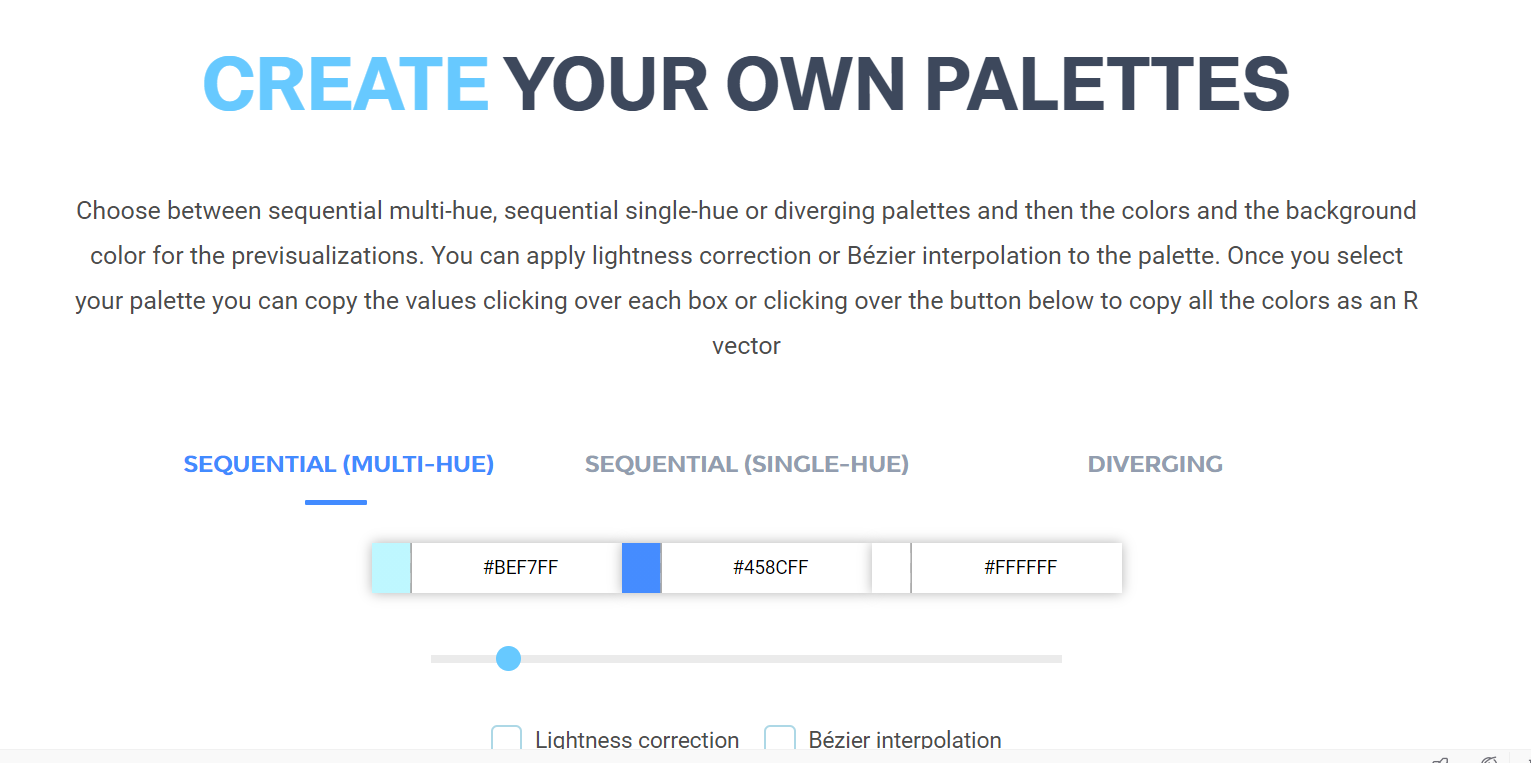 CREATE YOUR OWN PALETTES
Choose between sequential multi-hue, sequential single-hue or diverging palettes and then the colors and the background
color for the previsualizations. You can apply lightness correction or Bézier interpolation to the palette. Once you select
your palette you can copy the values clicking over each box or clicking over the button below to copy all the colors as an R
vector
SEQUENTIAL (MULTI-HUE) SEQUENTIAL (SINGLE-HUE) DIVERGING
#BEF7FF #458CFF #FFFFFF
Lightness correction Bézier interpolation